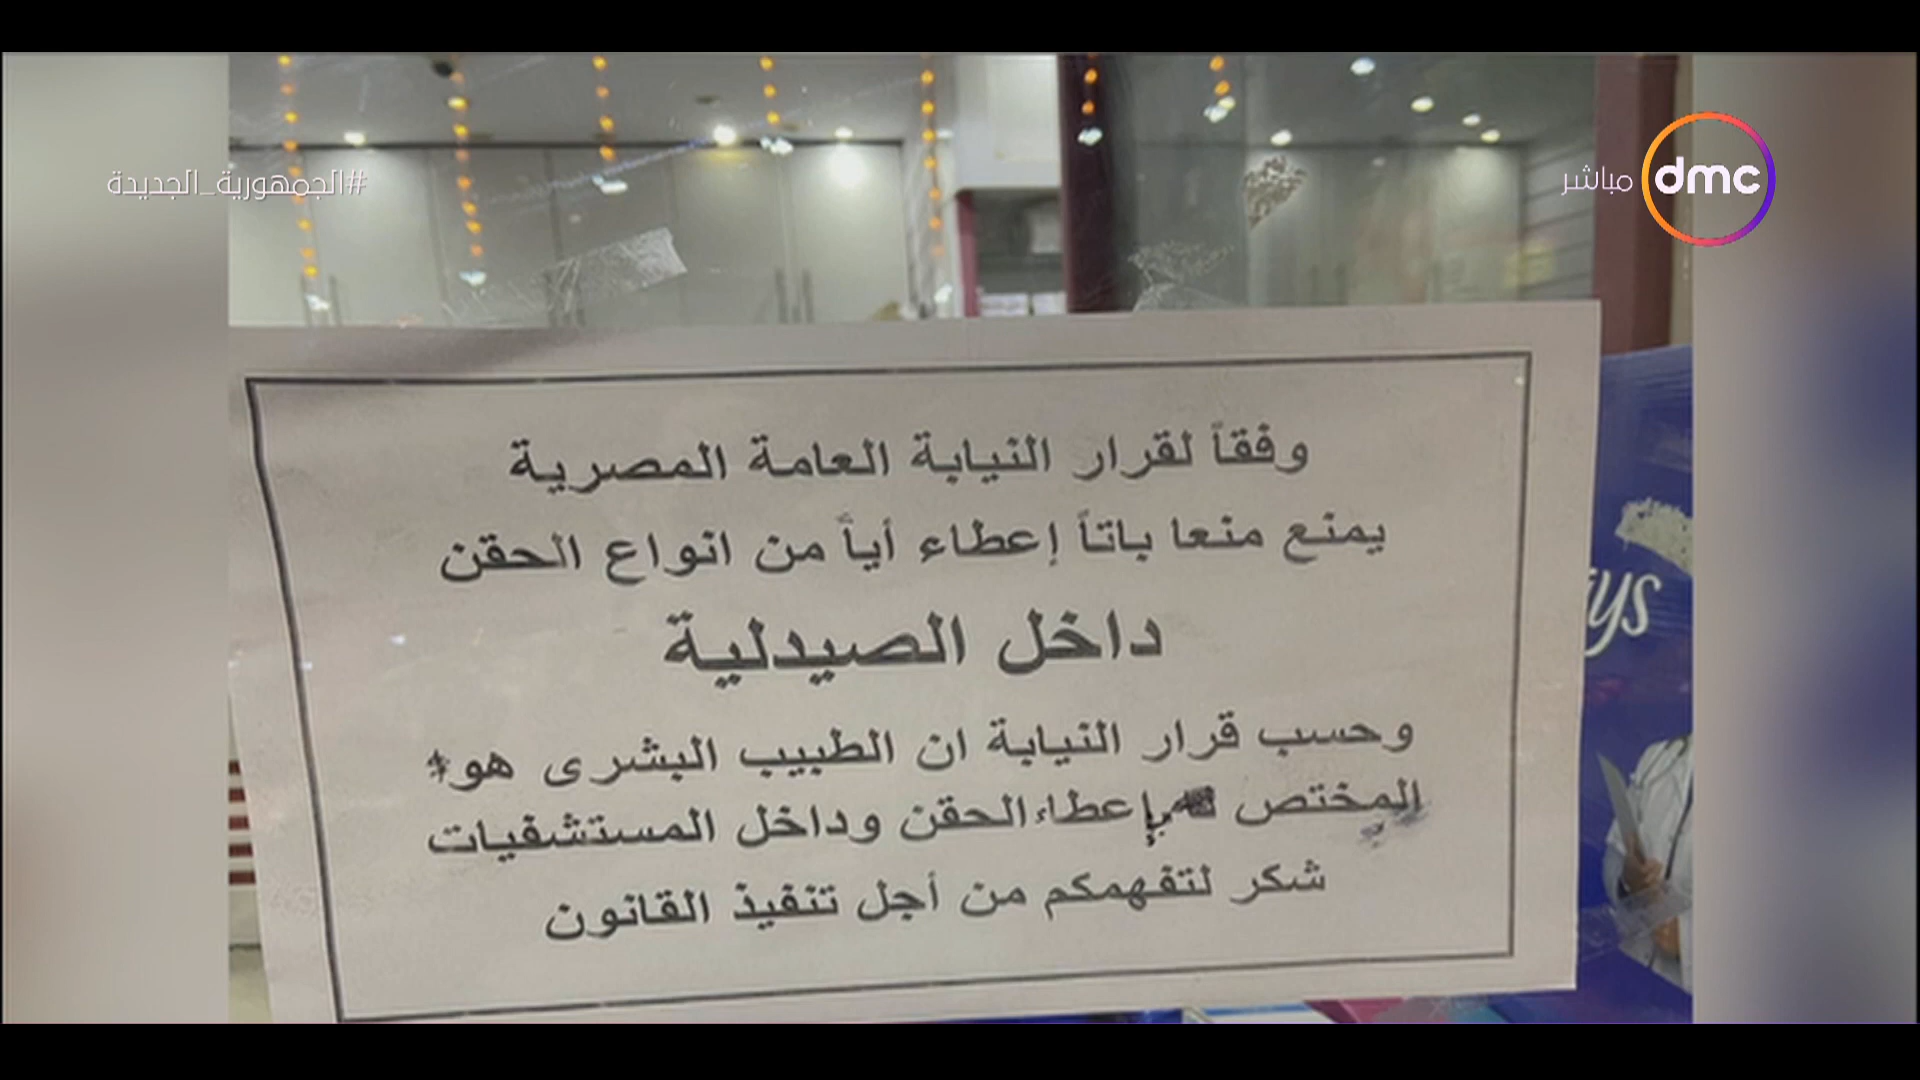 #الجمهورية_الجديدة
مباشر
dmc
وفقاً لقرار النيابة العامة المصرية
يمنع منعا باتاً إعطاء أياً من انواع الحقن
داخل الصيدلية
وحسب قرار النيابة ان الطبيب البشرى هو
المختص بإعطاء الحقن وداخل المستشفيات
شكر لتفهمكم من أجل تنفيذ القانون